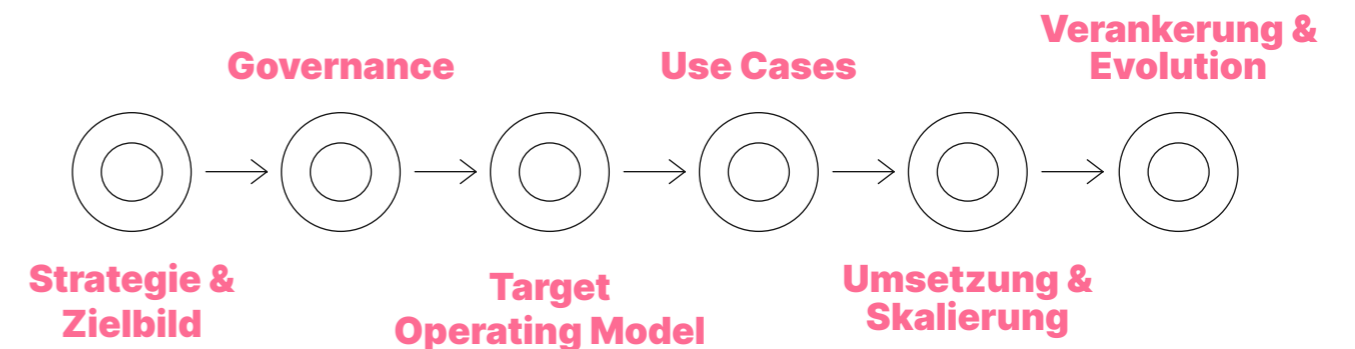 Strategie &
Zielbild
Governance
Target
Operating Model
Use Cases
Umsetzung &
Skalierung
Verankerung &
Evolution